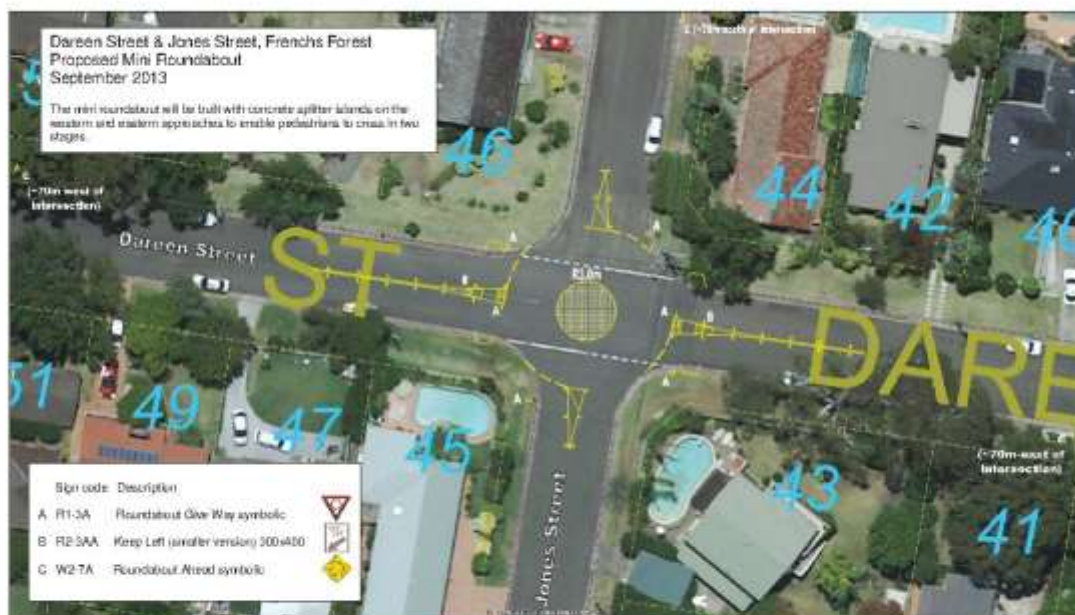 Dareen Street & Jones Street, Frenchs Forest
Proposed Mini Roundabout
September 2013
The mini roundabout will be built with concrete splitter islands on the
western and eastern approaches to enable pedestrians to cross in two
stages.
46
44
42
40
C
(~70m west of
Intersection)
Dareen Street
ST
A
B
A
A
A
B
DARE
A
A
51
49
47
45
43
41
(~70m east of
Intersection)
Jones Street
Sign code Description
A R1-3A Roundabout Give Way symbolic
B R2-3AA Keep Left (smaller version) 300x400
C W2-7A Roundabout Ahead symbolic